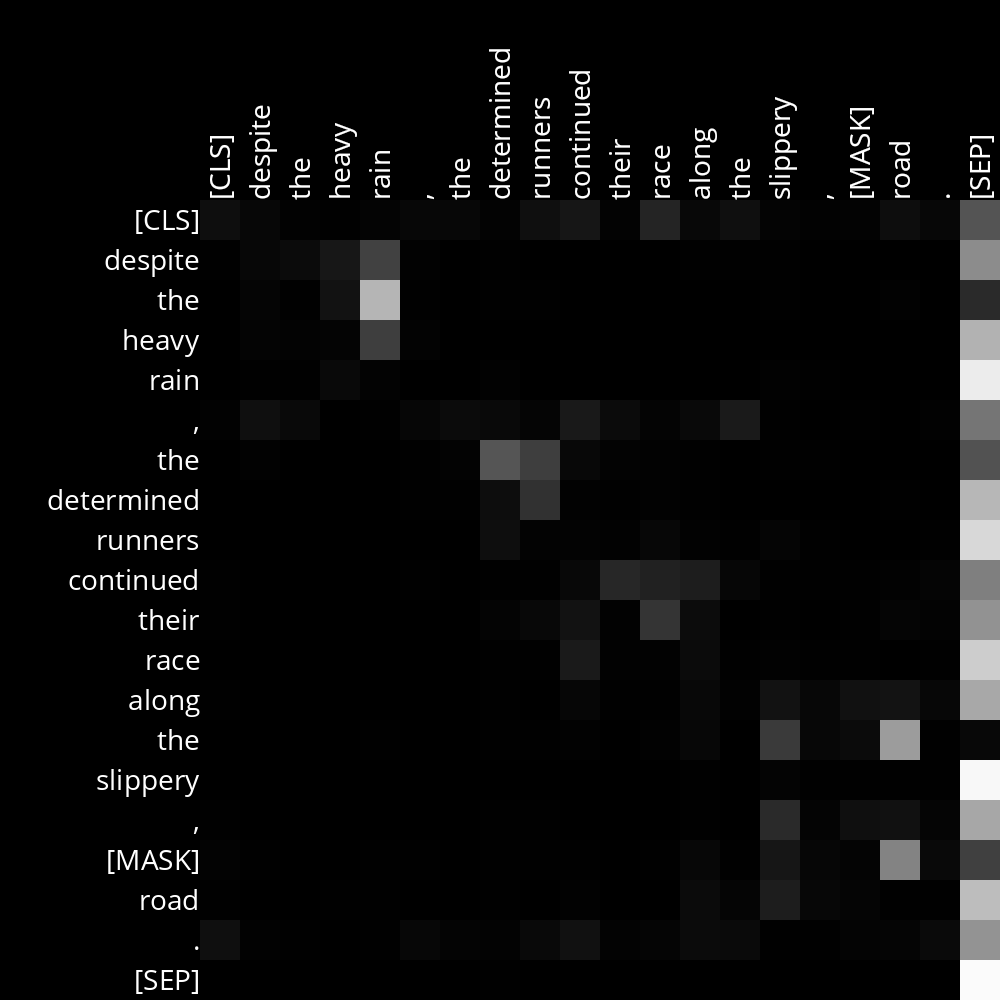 [CLS] despite the heavy rain , the determined runners continued their race along the slippery , [MASK] road . [SEP]
[CLS]
despite
the
heavy
rain
,
the
determined
runners
continued
their
race
along
the
slippery
,
[MASK]
road
.
[SEP]